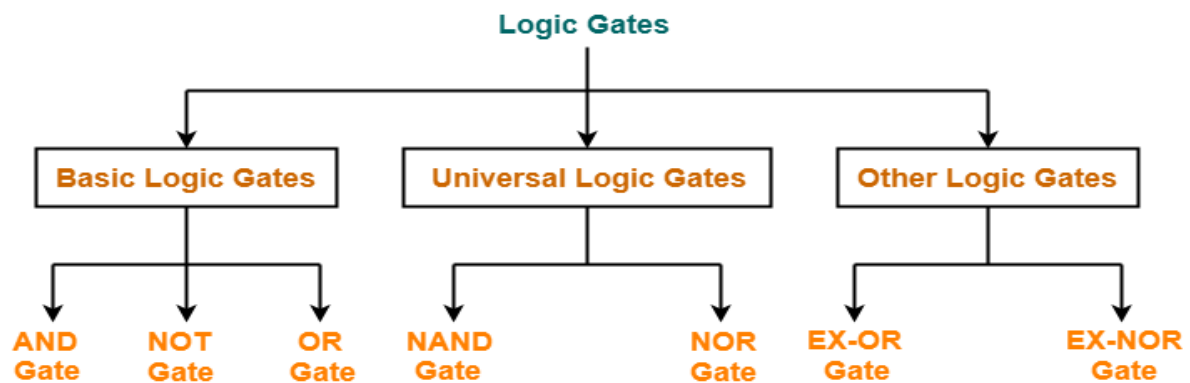 Logic Gates
Basic Logic Gates
Universal Logic Gates
Other Logic Gates
AND
Gate
NOT
Gate
OR
Gate
NAND
Gate
NOR
Gate
EX-OR
Gate
EX-NOR
Gate